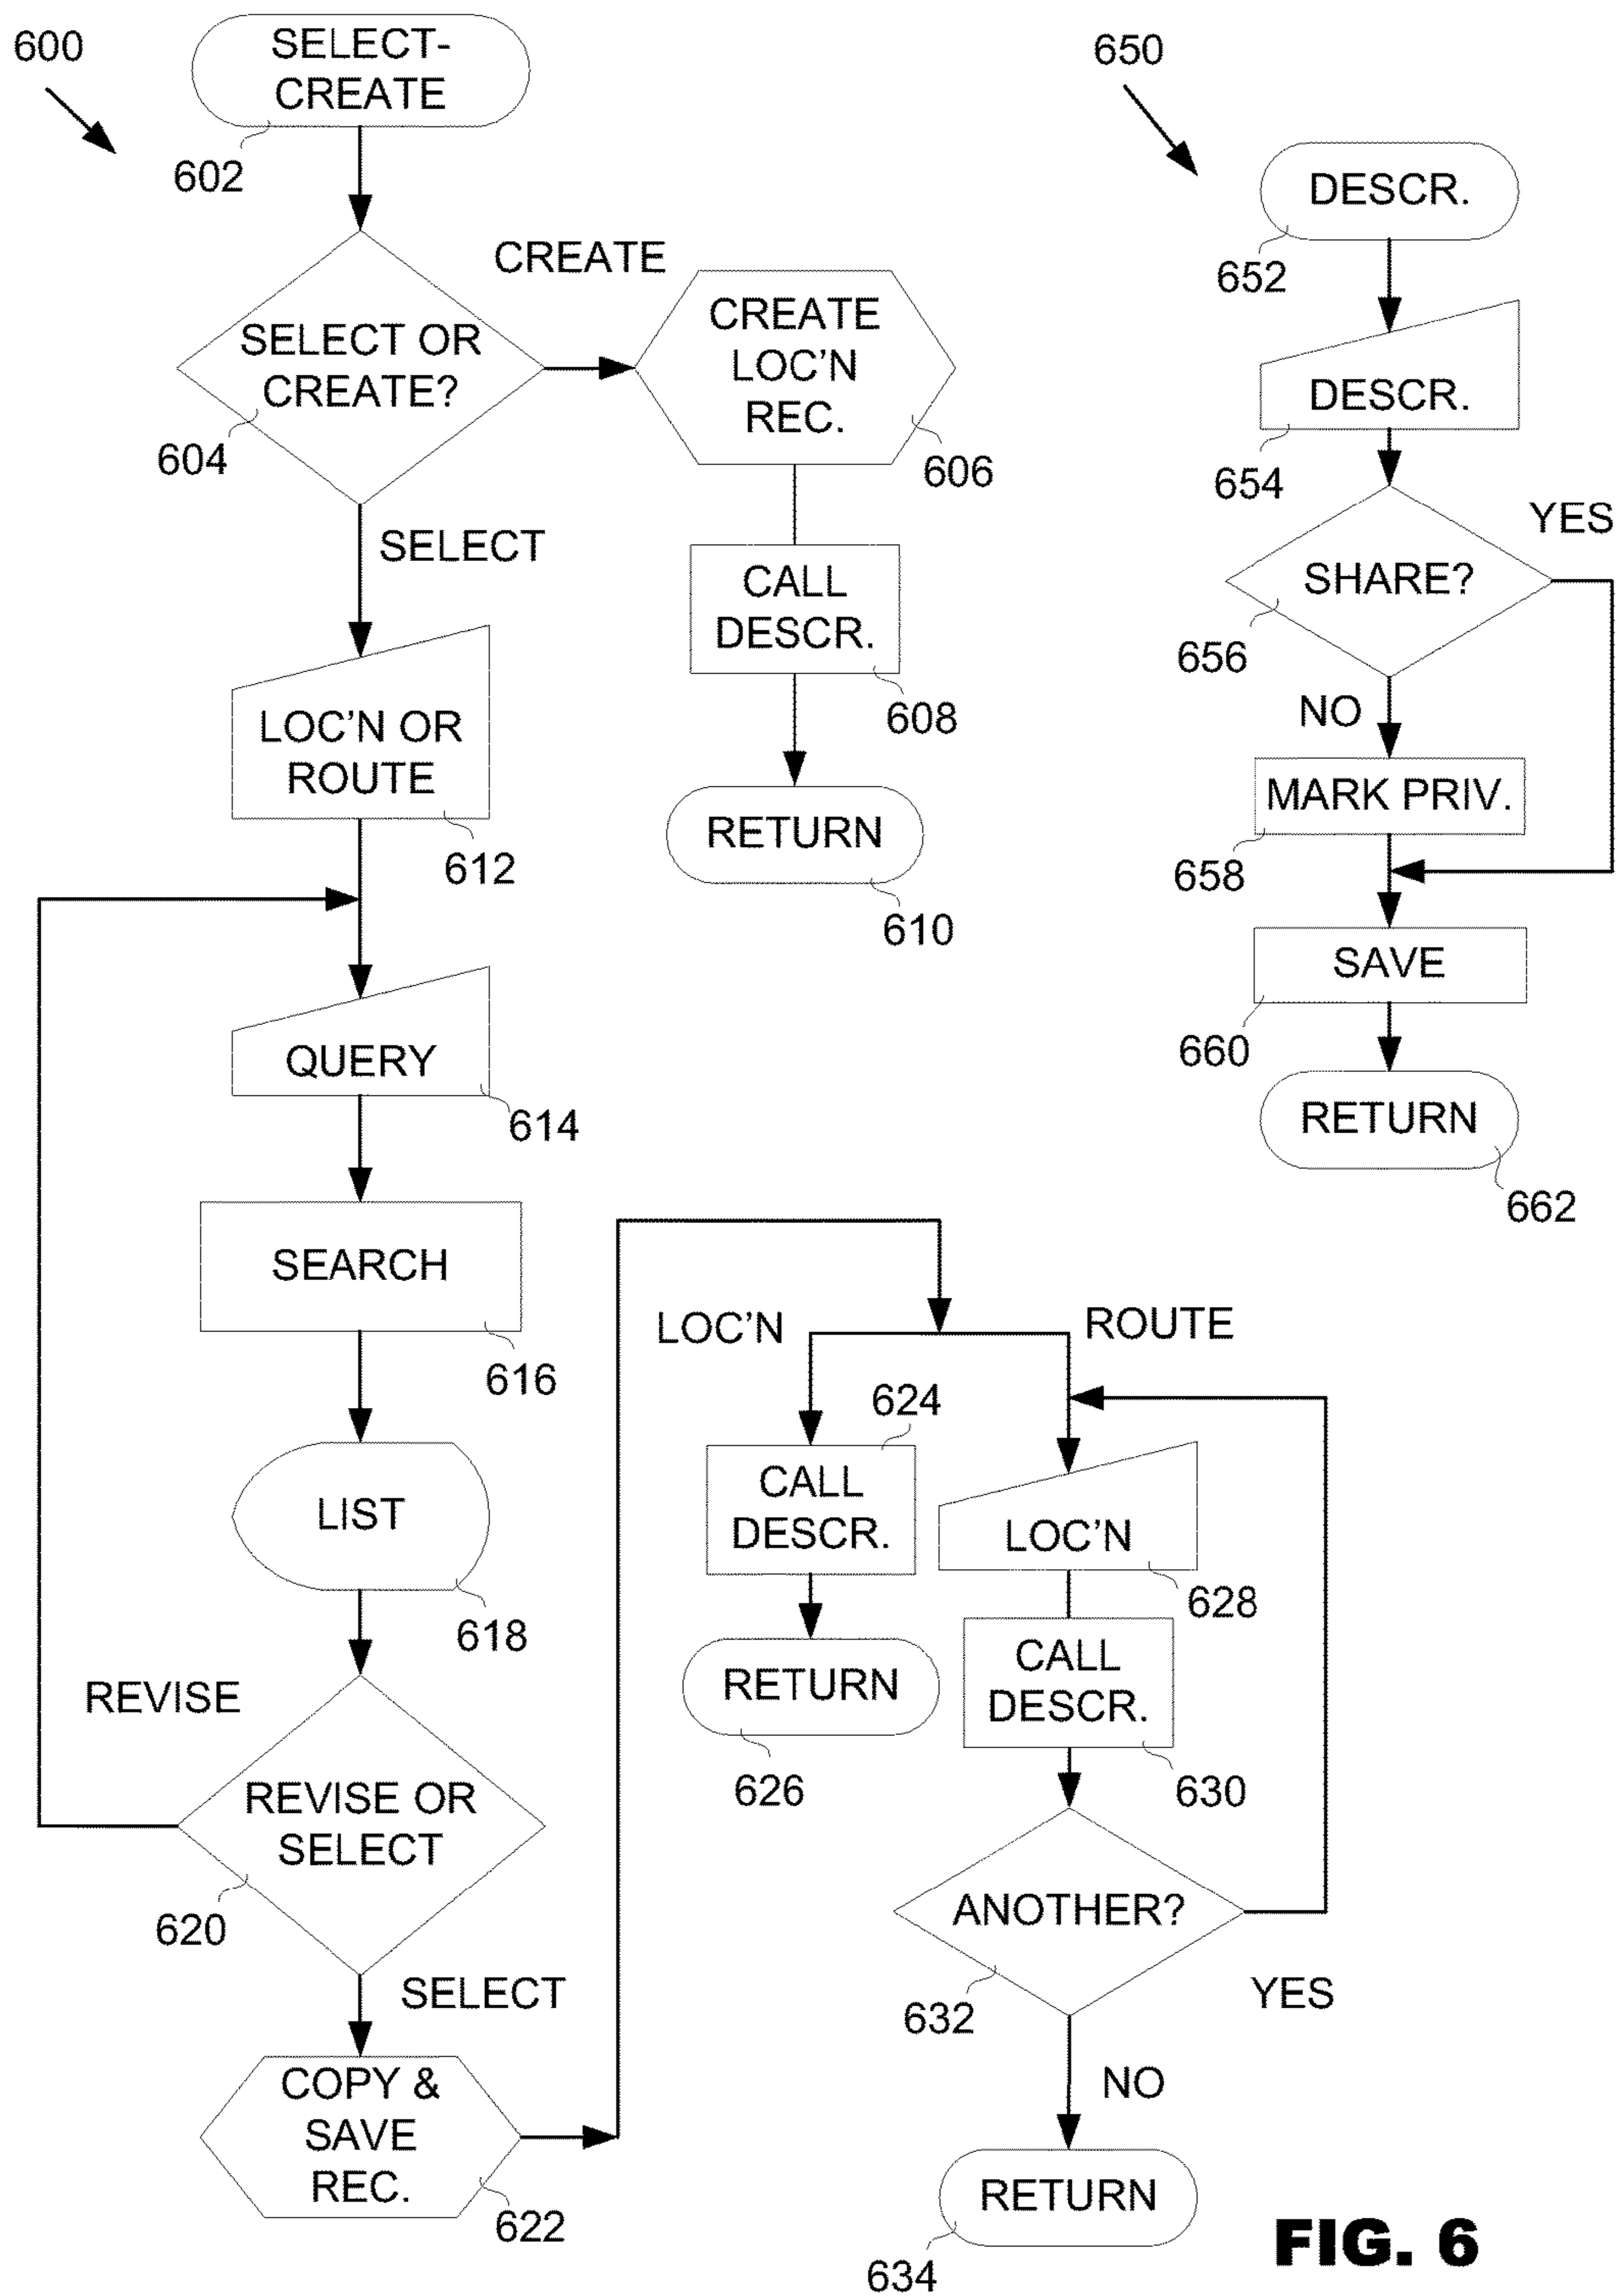 600
SELECT-
CREATE
602
SELECT OR
CREATE?
604
CREATE
CREATE
LOC'N
REC.
606
CALL
DESCR.
608
RETURN
610
SELECT
LOC'N OR
ROUTE
612
QUERY
614
SEARCH
616
LIST
618
REVISE
REVISE OR
SELECT
620
SELECT
COPY &
SAVE
REC.
622
LOC'N
ROUTE
624
CALL
DESCR.
RETURN
626
LOC'N
628
CALL
DESCR.
630
ANOTHER?
632
YES
NO
RETURN
634
650
DESCR.
652
DESCR.
654
SHARE?
656
YES
NO
MARK PRIV.
658
SAVE
660
RETURN
662
FIG. 6